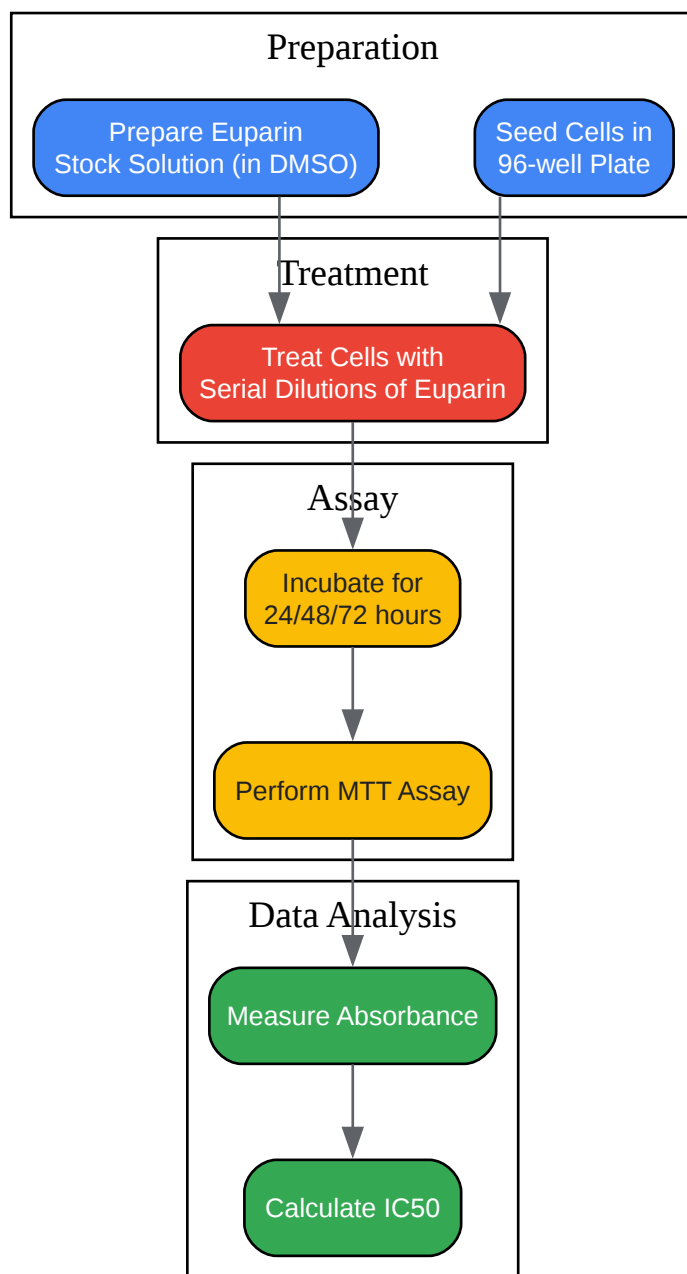 Preparation
Prepare Euparin
Stock Solution (in DMSO)
Seed Cells in
96-well Plate
Treatment
Treat Cells with
Serial Dilutions of Euparin
Assay
Incubate for
24/48/72 hours
Perform MTT Assay
Data Analysis
Measure Absorbance
Calculate IC50